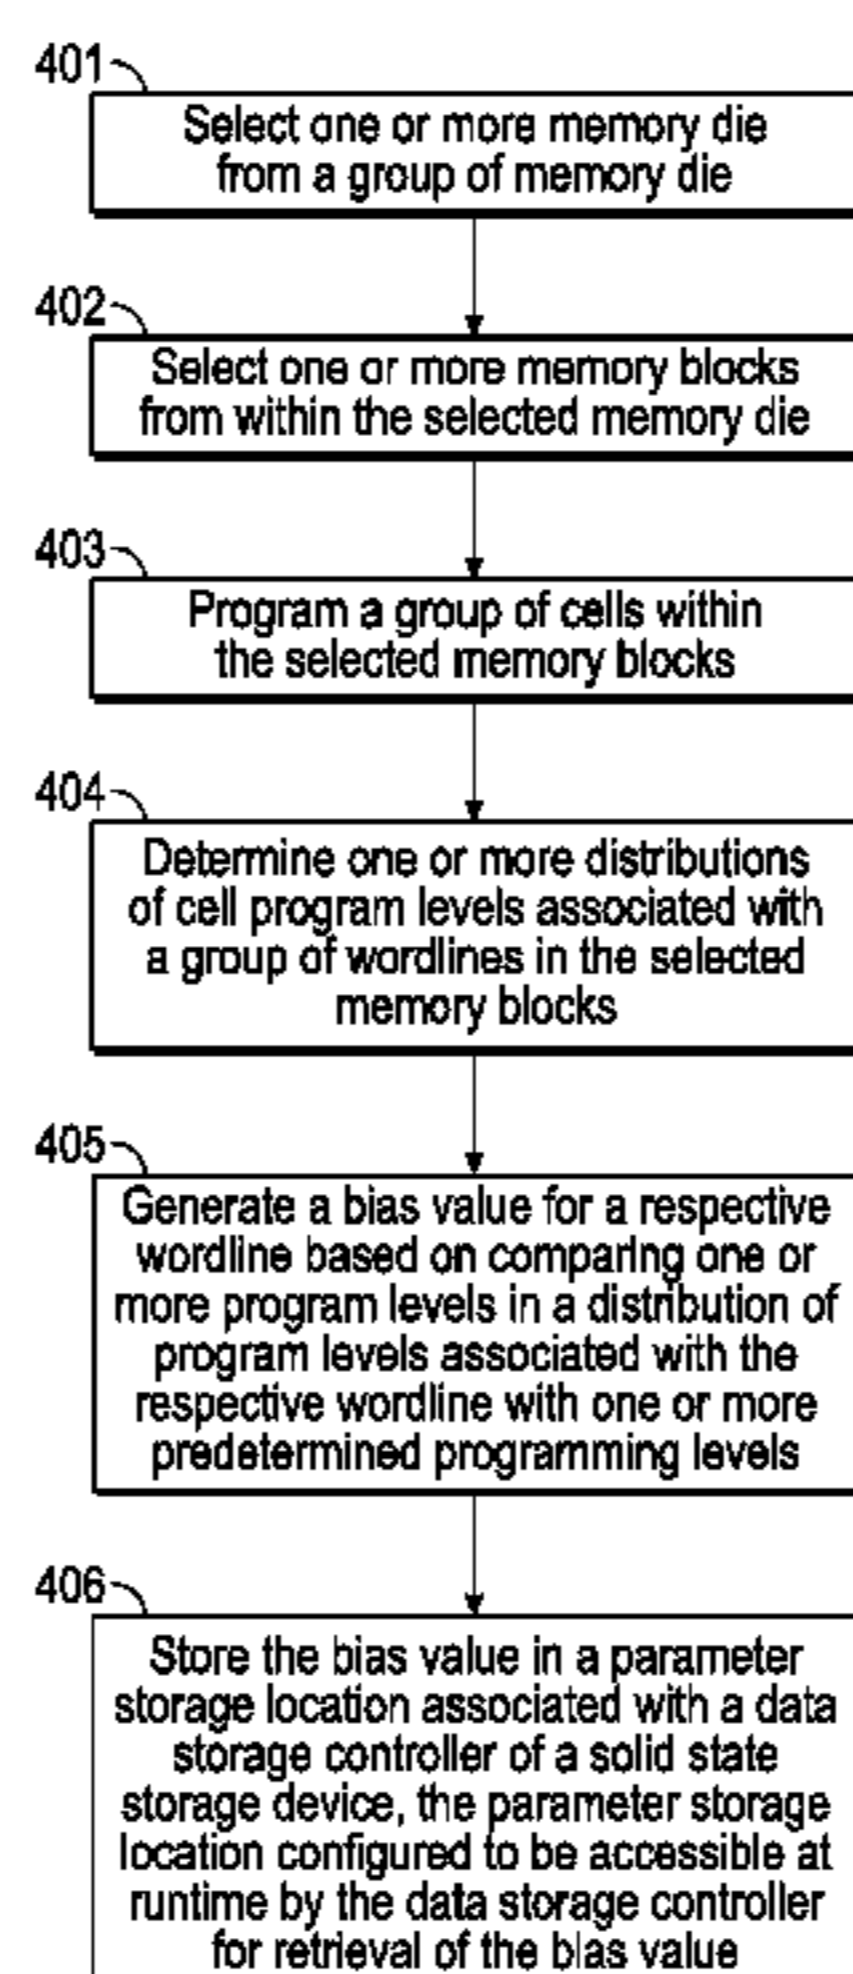 401
Select one or more memory die
from a group of memory die
402
Select one or more memory blocks
from within the selected memory die
403
Program a group of cells within
the selected memory blocks
404
Determine one or more distributions
of cell program levels associated with
a group of wordlines in the selected
memory blocks
405
Generate a bias value for a respective
wordline based on comparing one or
more program levels in a distribution of
program levels associated with the
respective wordline with one or more
predetermined programming levels
406
Store the bias value in a parameter
storage location associated with a data
storage controller of a solid state
storage device, the parameter storage
location configured to be accessible at
runtime by the data storage controller
for retrieval of the bias value